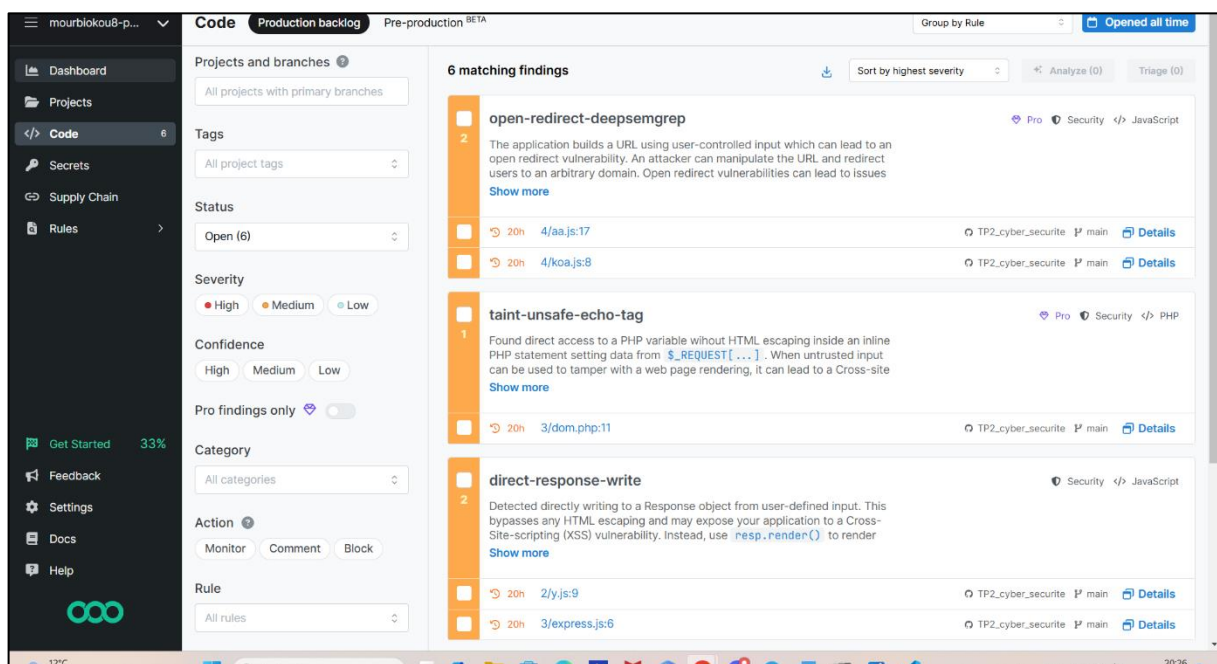 mourbiokou8-p...
Code Production backlog Pre-production BETA
Group by Rule
Opened all time
Dashboard
Projects
Code 6
Secrets
Supply Chain
Rules
Get Started 33%
Feedback
Settings
Docs
Help
Projects and branches
All projects with primary branches
Tags
All project tags
Status
Open (6)
Severity
High Medium Low
Confidence
High Medium Low
Pro findings only
Category
All categories
Action
Monitor Comment Block
Rule
All rules
6 matching findings
Sort by highest severity
Analyze (0)
Triage (0)
2
open-redirect-deepsemgrep
Pro Security </> JavaScript
The application builds a URL using user-controlled input which can lead to an
open redirect vulnerability. An attacker can manipulate the URL and redirect
users to an arbitrary domain. Open redirect vulnerabilities can lead to issues
Show more
20h 4/aa.js:17 TP2_cyber_securite main Details
20h 4/koa.js:8 TP2_cyber_securite main Details
1
taint-unsafe-echo-tag
Pro Security </> PHP
Found direct access to a PHP variable wihout HTML escaping inside an inline
PHP statement setting data from $_REQUEST[...] . When untrusted input
can be used to tamper with a web page rendering, it can lead to a Cross-site
Show more
20h 3/dom.php:11 TP2_cyber_securite main Details
2
direct-response-write
Security </> JavaScript
Detected directly writing to a Response object from user-defined input. This
bypasses any HTML escaping and may expose your application to a Cross-
Site-scripting (XSS) vulnerability. Instead, use resp.render() to render
Show more
20h 2/y.js:9 TP2_cyber_securite main Details
20h 3/express.js:6 TP2_cyber_securite main Details
12°C
20:26